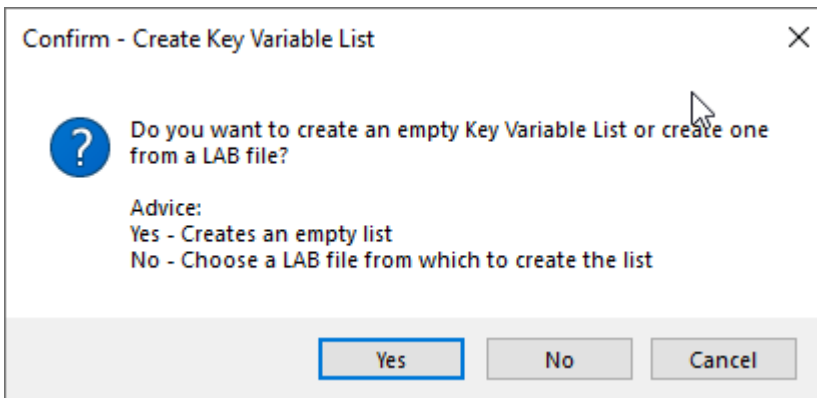 Confirm - Create Key Variable List
Do you want to create an empty Key Variable List or create one
from a LAB file?
Advice:
Yes - Creates an empty list
No - Choose a LAB file from which to create the list
Yes
No
Cancel